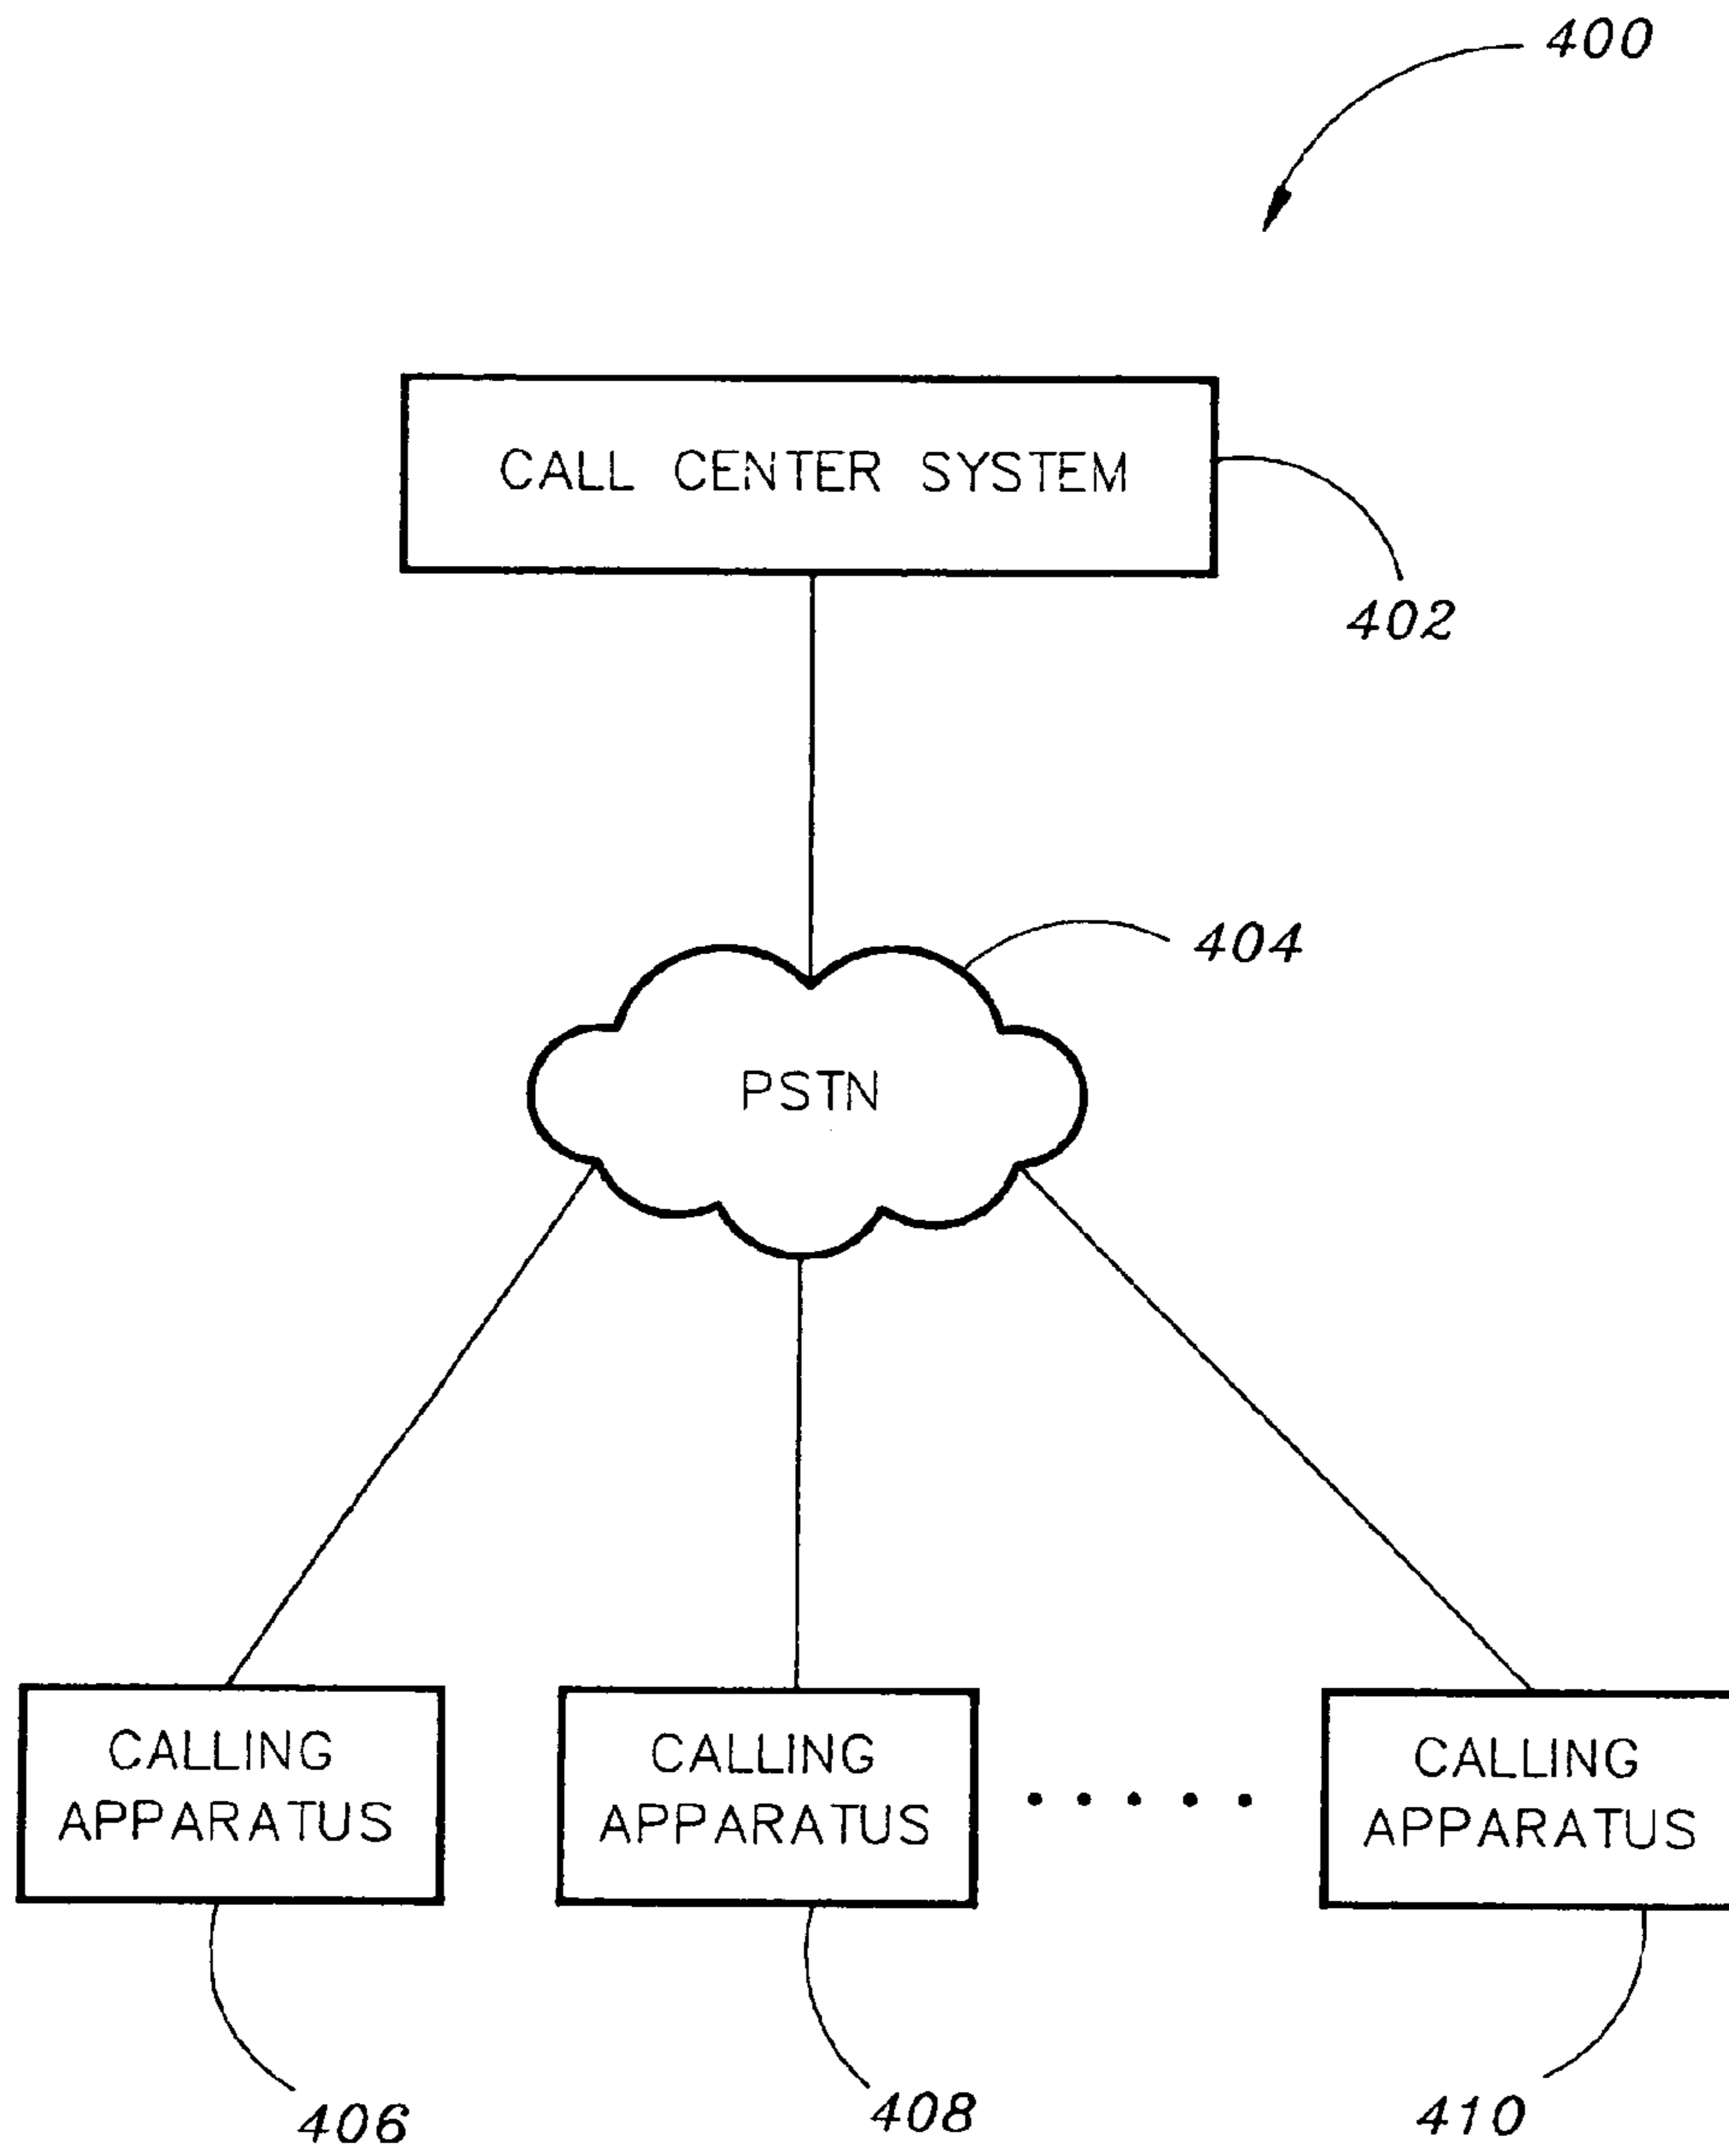 400
CALL CENTER SYSTEM
402
404
PSTN
CALLING
APPARATUS
CALLING
APPARATUS
CALLING
APPARATUS
406
408
410